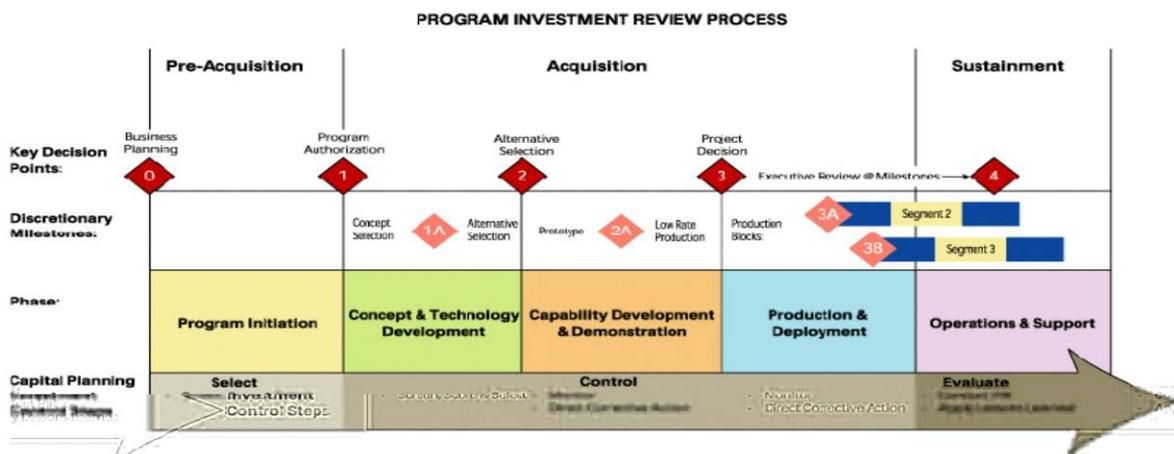 PROGRAM INVESTMENT REVIEW PROCESS
Pre-Acquisition
Acquisition
Sustainment
Key Decision
Points:
Business
Planning
0
Program
Authorization
1
Alternative
Selection
2
Project
Decision
3
Executive Review @ Milestones
4
Discretionary
Milestones:
Concept
Selection
1A
Alternative
Selection
Prototype
2A
Low Rate
Production
Production
Blocks:
3A
Segment 2
3B
Segment 3
Phase:
Program Initiation
Concept & Technology
Development
Capability Development
& Demonstration
Production &
Deployment
Operations & Support
Capital Planning
Select
Control
Evaluate
Investment
Control Steps
Monitor
Direct Corrective Action
Monitor
Direct Corrective Action